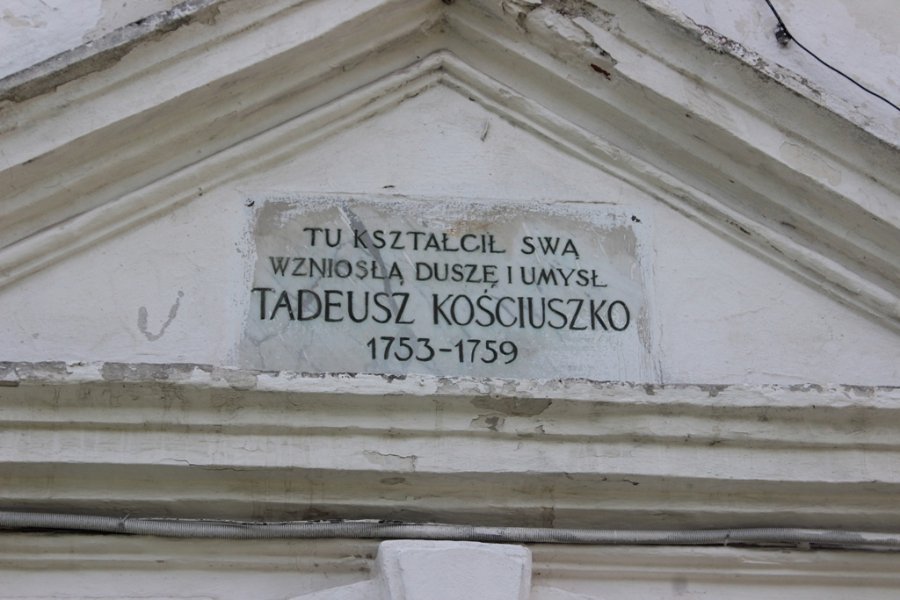 TU KSZTAŁCIŁ SWĄ
WZNIOSŁĄ DUSZĘ I UMYSŁ
TADEUSZ KOŚCIUSZKO
1753-1759